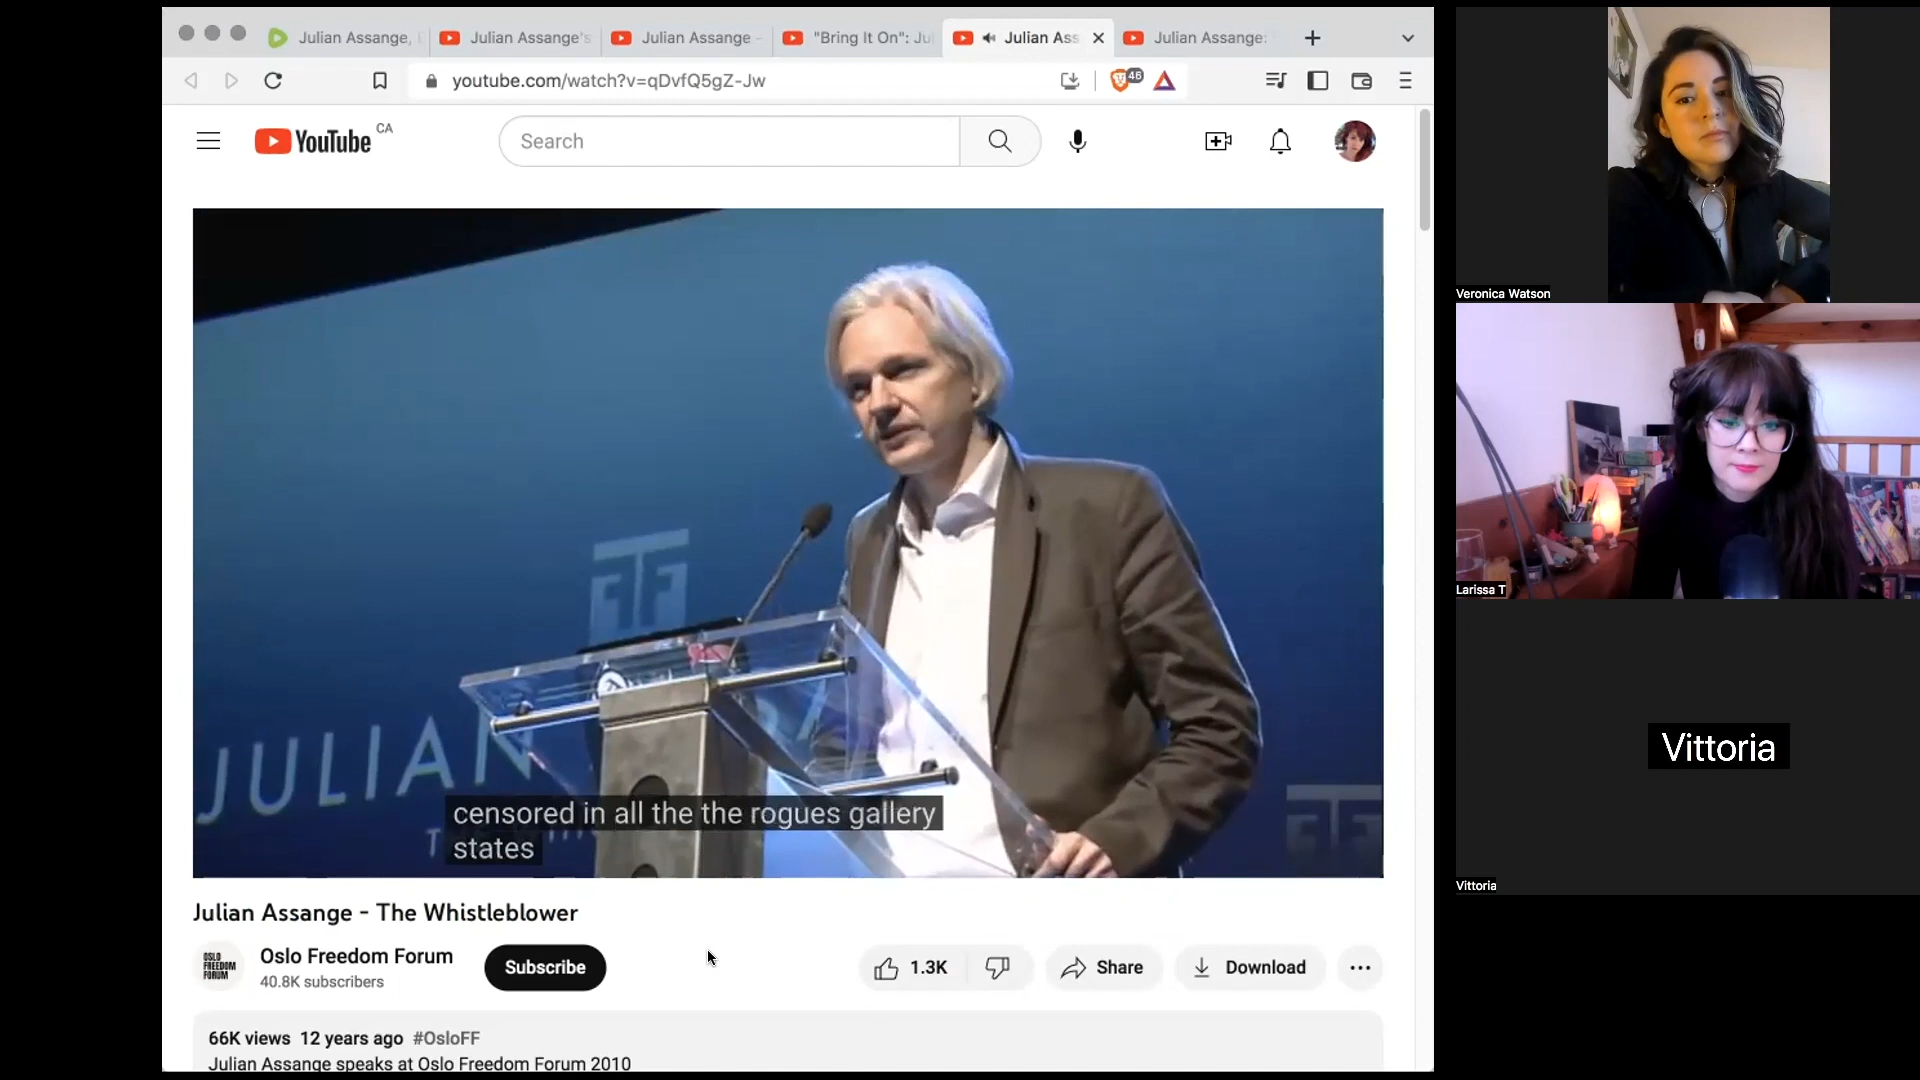 Julian Assange,
Julian Assange's
Julian Assange -
"Bring It On": Ju
Julian Ass
Julian Assange:
youtube.com/watch?v=qDvfQ5gZ-Jw
46
YouTube CA
Search
JULIAN
censored in all the the rogues gallery
states
Julian Assange - The Whistleblower
OSLO
FREEDOM
FORUM
Oslo Freedom Forum
40.8K subscribers
Subscribe
1.3K
Share
Download
66K views 12 years ago #OsloFF
Julian Assange speaks at Oslo Freedom Forum 2010
Veronica Watson
Larissa T
Vittoria
Vittoria